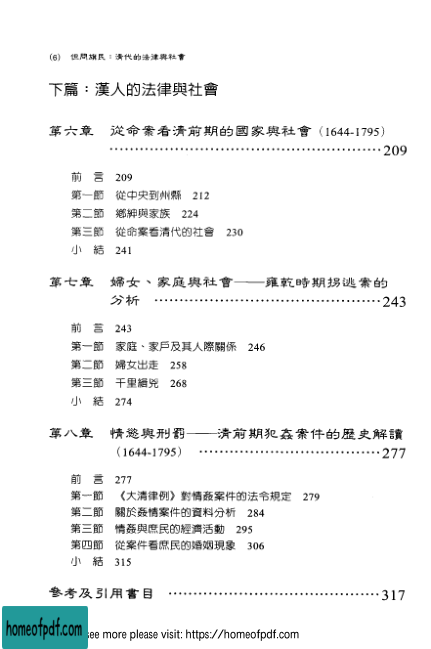 (6) 但問旗民：清代的法律與社會
下篇：漢人的法律與社會
第六章 從命案看清前期的國家與社會（1644-1795）
……………………………………………209
前 言 209
第一節 從中央到州縣 212
第二節 鄉紳與家族 224
第三節 從命案看清代的社會 230
小 結 241
第七章 婦女、家庭與社會——雍乾時期拐逃案的
分析 ……………………………………243
前 言 243
第一節 家庭、家戶及其人際關係 246
第二節 婦女出走 258
第三節 千里緝兇 268
小 結 274
第八章 情慾與刑罰——清前期犯姦案件的歷史解讀
（1644-1795） ……………………………277
前 言 277
第一節 《大清律例》對情姦案件的法令規定 279
第二節 關於姦情案件的資料分析 284
第三節 情姦與庶民的經濟活動 295
第四節 從案件看庶民的婚姻現象 306
小 結 315
參考及引用書目 …………………………………317
homeofpdf.com
see more please visit: https://homeofpdf.com